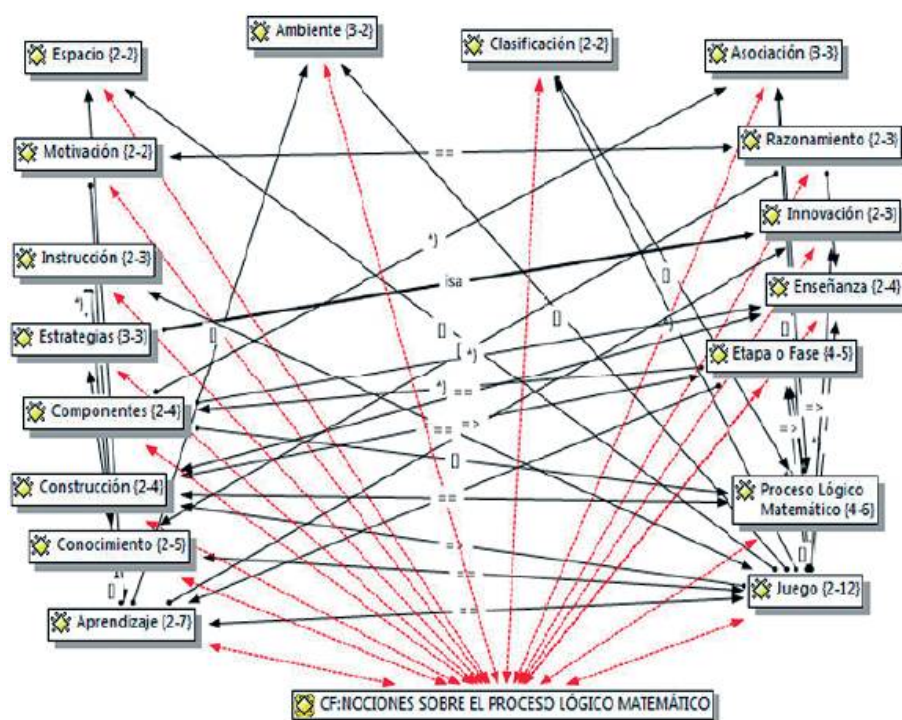 Espacio {2-2}
Ambiente {3-2}
Clasificación {2-2}
Asociación {3-3}
Motivación {2-2}
==
Razonamiento {2-3}
Innovación {2-3}
*}
Instrucción {2-3}
isa
[]
Enseñanza {2-4}
*}
[]
Estrategias {3-3}
[]
[]
[]
*}
[]
*}
Etapa o Fase {4-5}
*}
==
Componentes {2-4}
==
=>
=>
=>
[]
Construcción {2-4}
==
Proceso Lógico
Matemático {4-6}
Conocimiento {2-5}
=>
[]
==
[]
Juego {2-12}
Aprendizaje {2-7}
==
CF:NOCIONES SOBRE EL PROCESO LÓGICO MATEMÁTICO